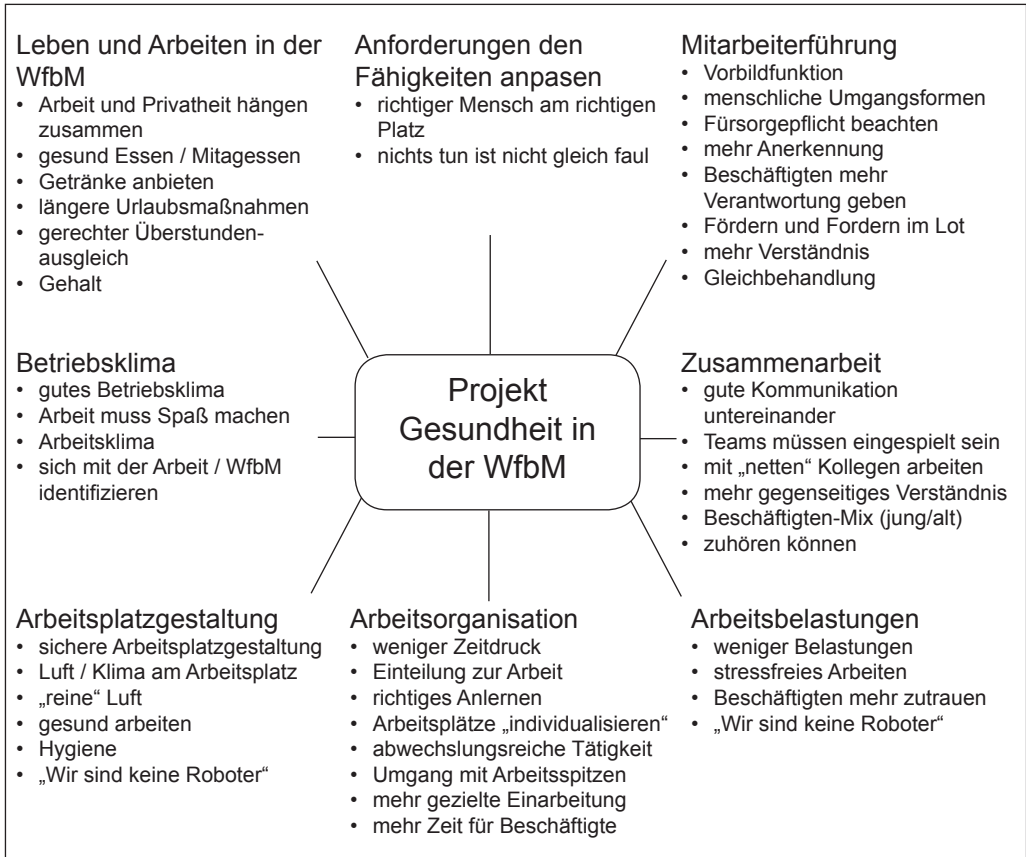 Leben und Arbeiten in der
WfbM
• Arbeit und Privatheit hängen
zusammen
• gesund Essen / Mitagessen
• Getränke anbieten
• längere Urlaubsmaßnahmen
• gerechter Überstunden-
ausgleich
• Gehalt
Anforderungen den
Fähigkeiten anpasen
• richtiger Mensch am richtigen
Platz
• nichts tun ist nicht gleich faul
Mitarbeiterführung
• Vorbildfunktion
• menschliche Umgangsformen
• Fürsorgepflicht beachten
• mehr Anerkennung
• Beschäftigten mehr
Verantwortung geben
• Fördern und Fordern im Lot
• mehr Verständnis
• Gleichbehandlung
Betriebsklima
• gutes Betriebsklima
• Arbeit muss Spaß machen
• Arbeitsklima
• sich mit der Arbeit / WfbM
identifizieren
Projekt
Gesundheit in
der WfbM
Zusammenarbeit
• gute Kommunikation
untereinander
• Teams müssen eingespielt sein
• mit „netten“ Kollegen arbeiten
• mehr gegenseitiges Verständnis
• Beschäftigten-Mix (jung/alt)
• zuhören können
Arbeitsplatzgestaltung
• sichere Arbeitsplatzgestaltung
• Luft / Klima am Arbeitsplatz
• „reine“ Luft
• gesund arbeiten
• Hygiene
• „Wir sind keine Roboter“
Arbeitsorganisation
• weniger Zeitdruck
• Einteilung zur Arbeit
• richtiges Anlernen
• Arbeitsplätze „individualisieren“
• abwechslungsreiche Tätigkeit
• Umgang mit Arbeitsspitzen
• mehr gezielte Einarbeitung
• mehr Zeit für Beschäftigte
Arbeitsbelastungen
• weniger Belastungen
• stressfreies Arbeiten
• Beschäftigten mehr zutrauen
• „Wir sind keine Roboter“